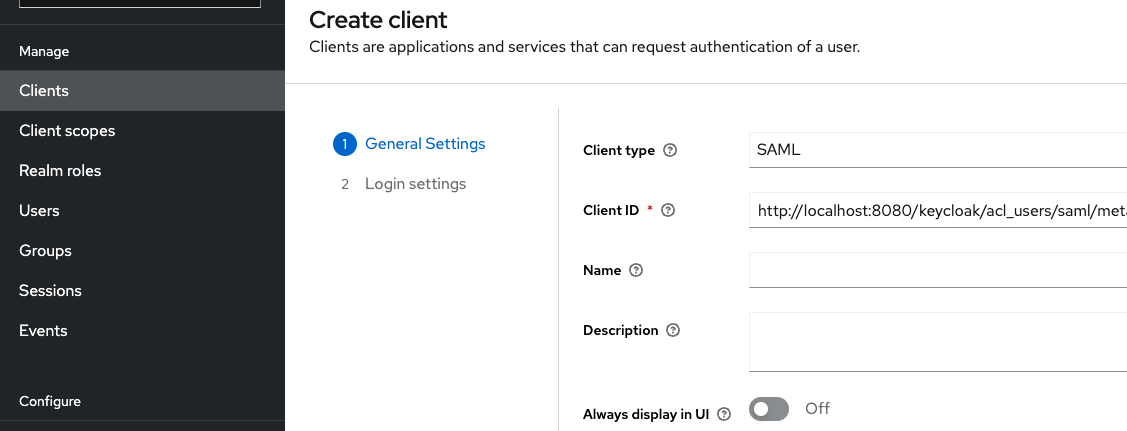 Create client
Clients are applications and services that can request authentication of a user.
Manage
Clients
Client scopes
Realm roles
Users
Groups
Sessions
Events
Configure
1 General Settings
2 Login settings
Client type ?
SAML
Client ID * ?
http://localhost:8080/keycloak/acl_users/saml/meta
Name ?
Description ?
Always display in UI ?
Off